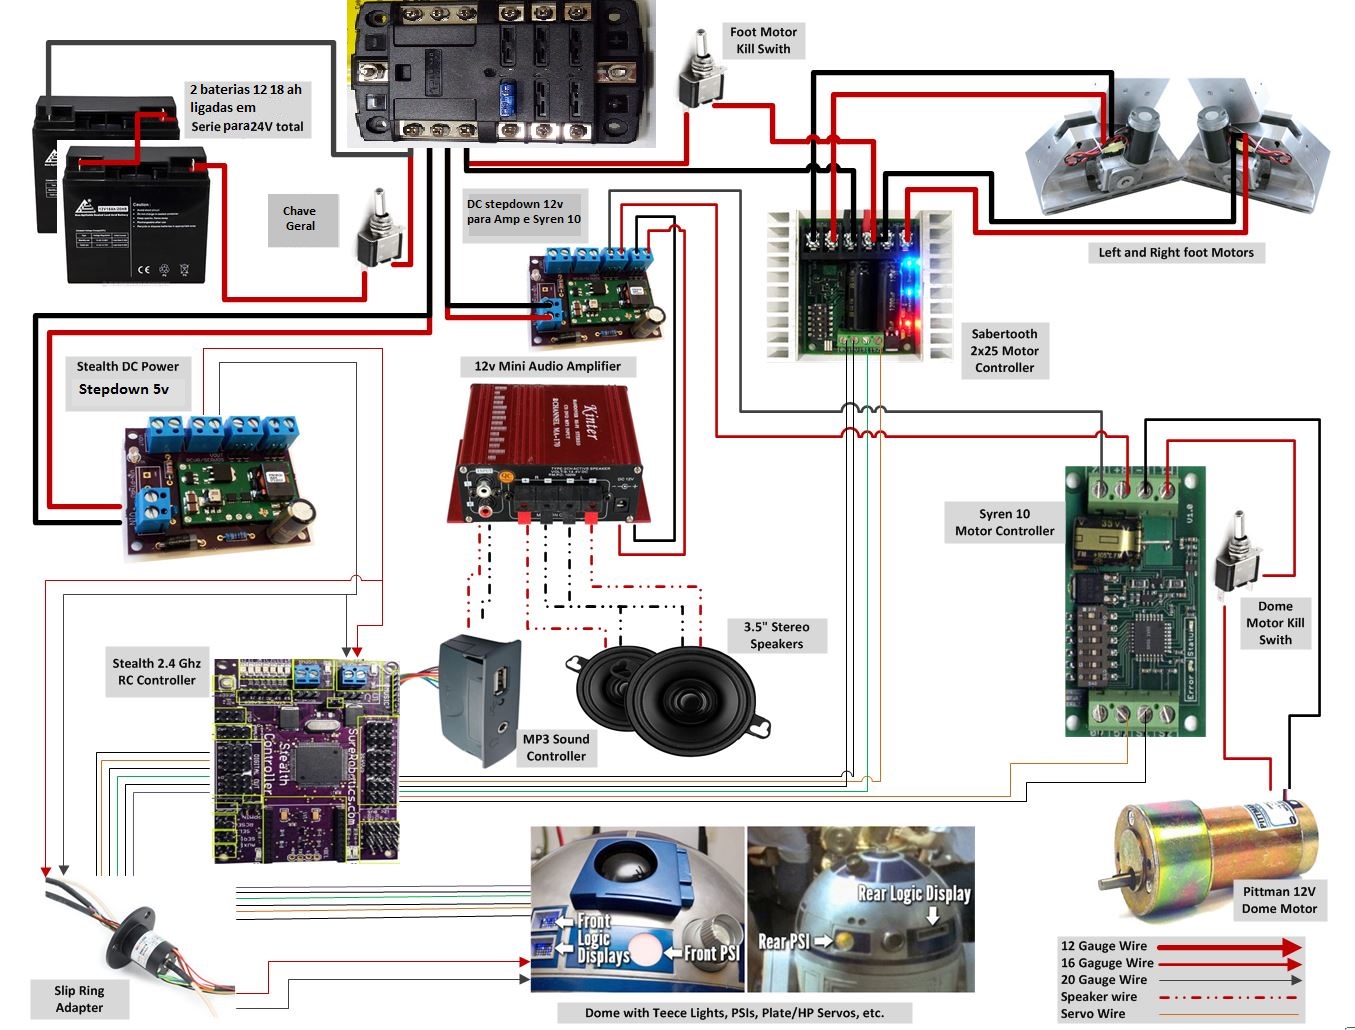 2 baterias 12 18 ah
ligadas em
Serie para24V total
Chave
Geral
Foot Motor
Kill Swith
DC stepdown 12v
para Amp e Syren 10
Left and Right foot Motors
Sabertooth
2x25 Motor
Controller
Stealth DC Power
Stepdown 5v
12v Mini Audio Amplifier
Kinter
Syren 10
Motor Controller
V1.0
35V
Error
Status
Dome
Motor Kill
Swith
3.5" Stereo
Speakers
Stealth 2.4 Ghz
RC Controller
Stealth
Controller
SureRobotics.com
MP3 Sound
Controller
Pittman 12V
Dome Motor
Front
Logic
Displays
Front PSI
Rear Logic Display
Rear PSI
Slip Ring
Adapter
Dome with Teece Lights, PSIs, Plate/HP Servos, etc.
12 Gauge Wire
16 Gaguge Wire
20 Gauge Wire
Speaker wire
Servo Wire